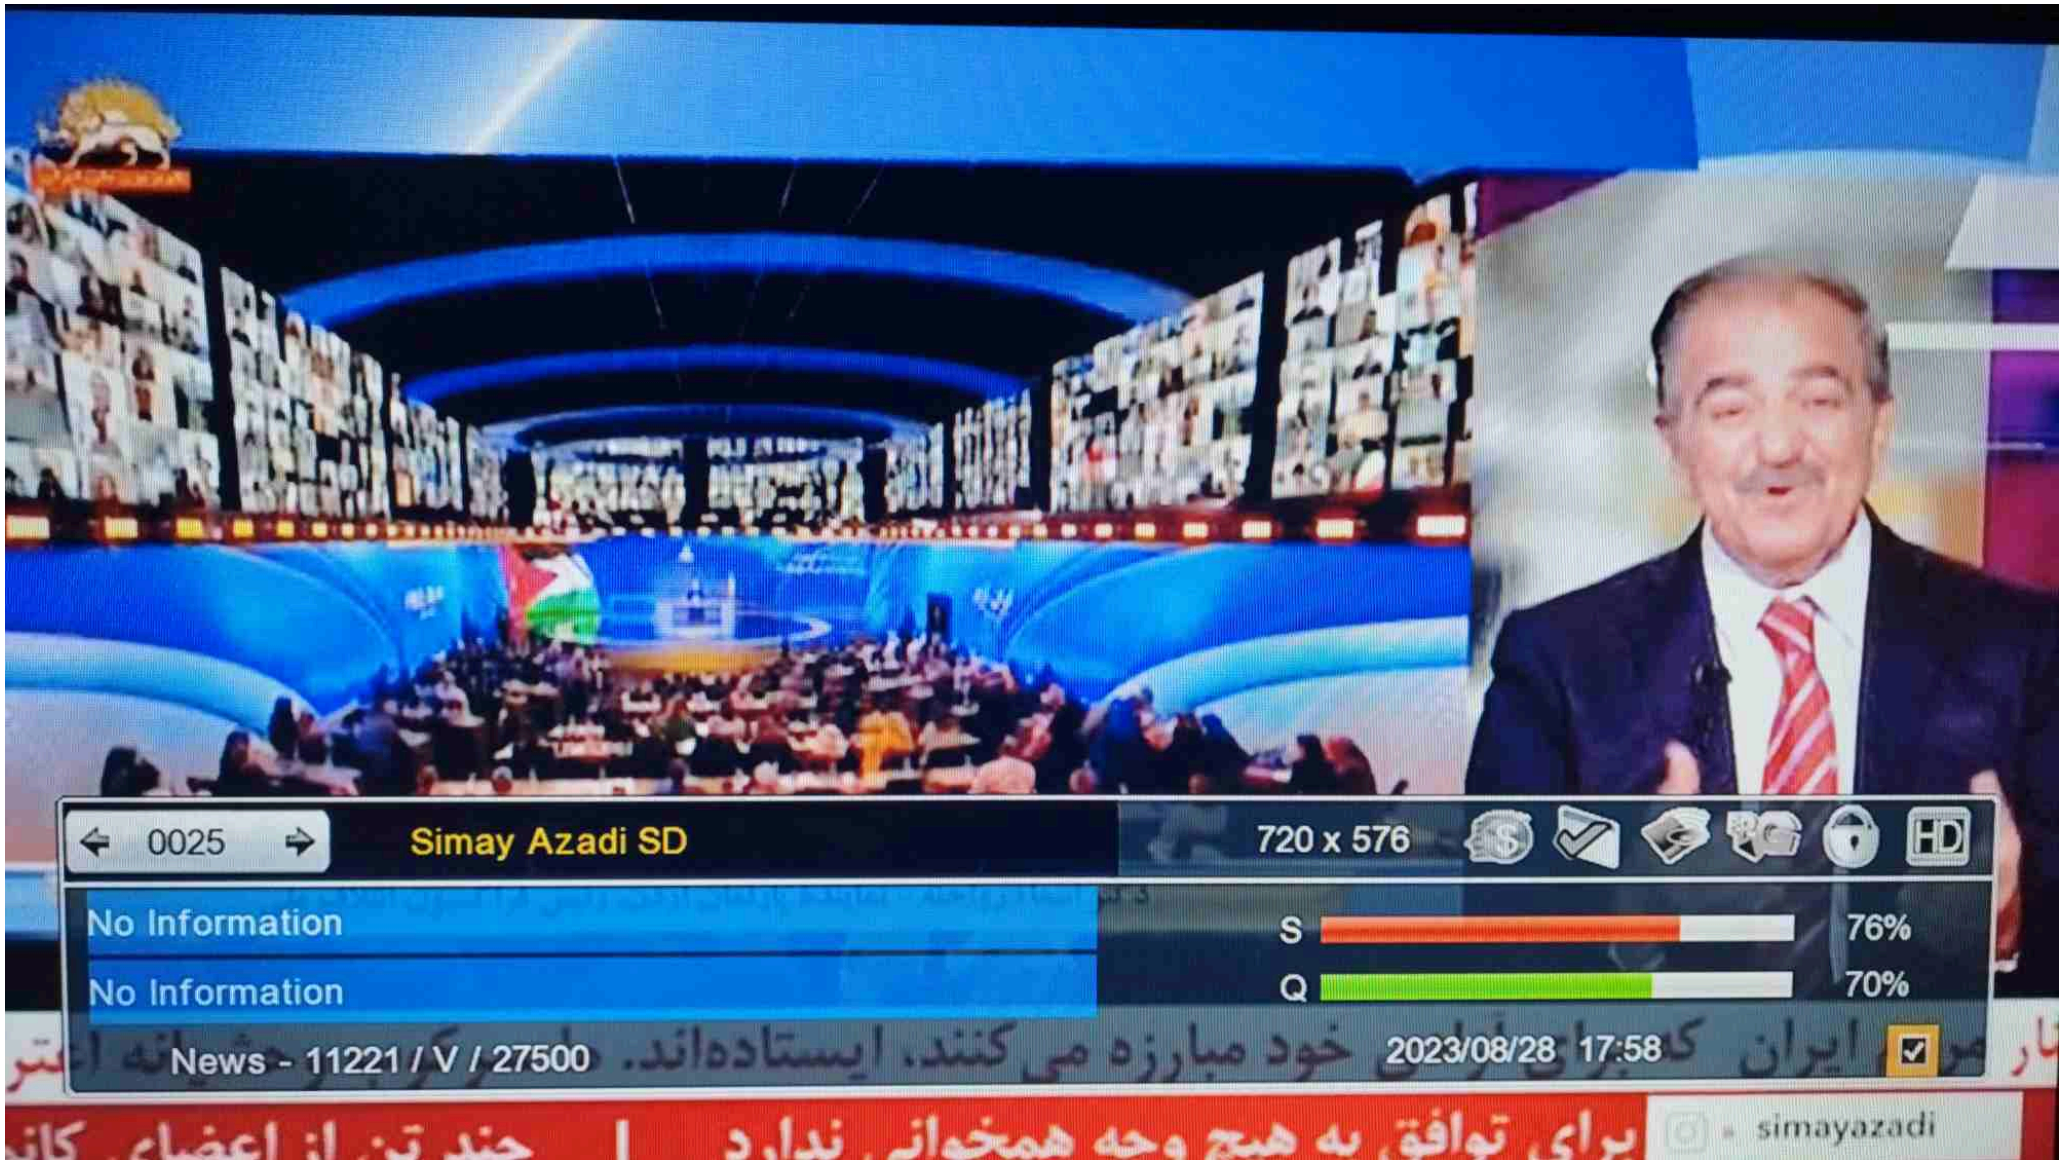 0025
Simay Azadi SD
720 x 576
HD
No Information
S
76%
No Information
Q
70%
News - 11221 / V / 27500
2023/08/28 17:58
ایران که برای خود مبارزه می کنند. ایستاده‌اند.
برای توافق به هیچ وجه همخوانی ندارد | چند تن از اعضای
simayazadi